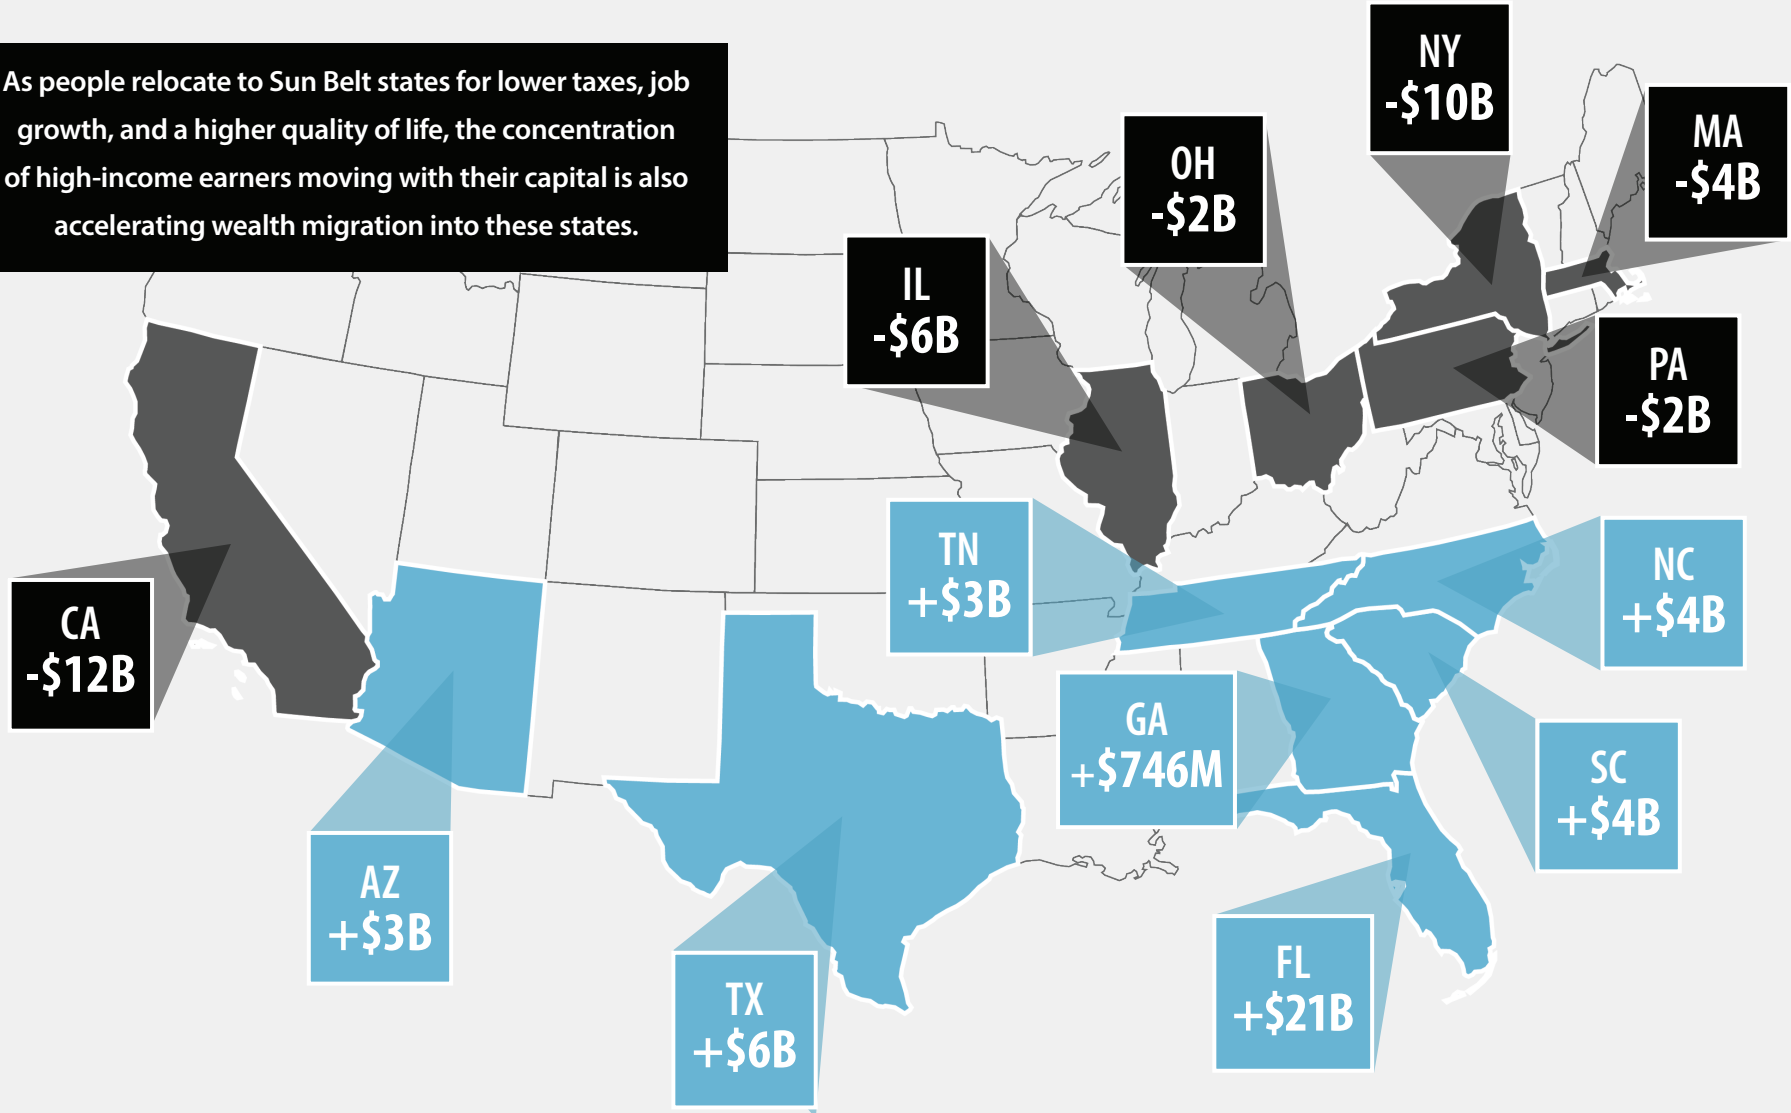 As people relocate to Sun Belt states for lower taxes, job
growth, and a higher quality of life, the concentration
of high-income earners moving with their capital is also
accelerating wealth migration into these states.
NY
-$10B
MA
-$4B
OH
-$2B
IL
-$6B
PA
-$2B
CA
-$12B
TN
+$3B
NC
+$4B
GA
+$746M
SC
+$4B
AZ
+$3B
TX
+$6B
FL
+$21B